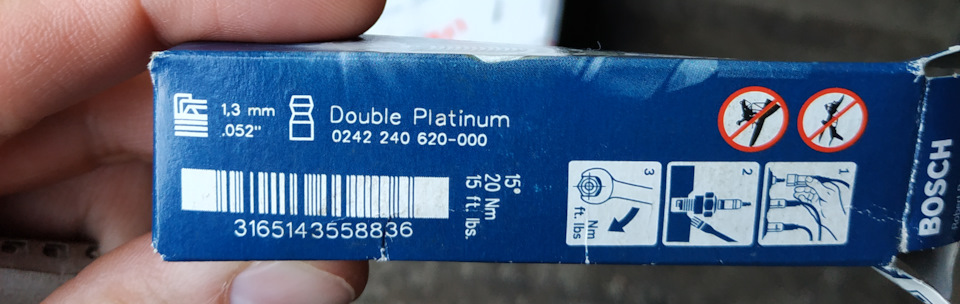 1,3 mm
.052"
Double Platinum
0242 240 620-000
3165143558836
15°
20 Nm
15 ft. lbs.
3
Nm
ft. lbs
2
1
BOSCH